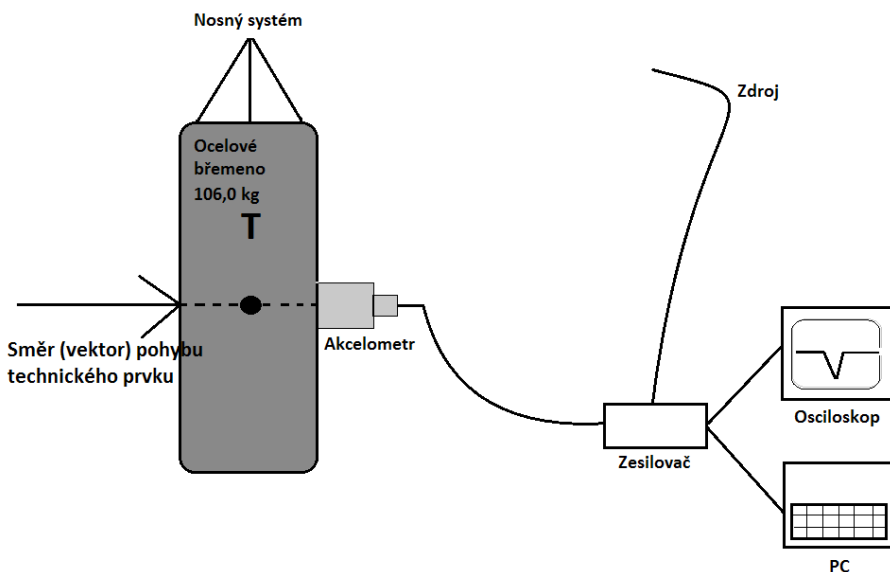 Nosný systém
Zdroj
Ocelové
břemeno
106,0 kg
T
Směr (vektor) pohybu
technického prvku
Akcelometr
Osciloskop
Zesilovač
PC